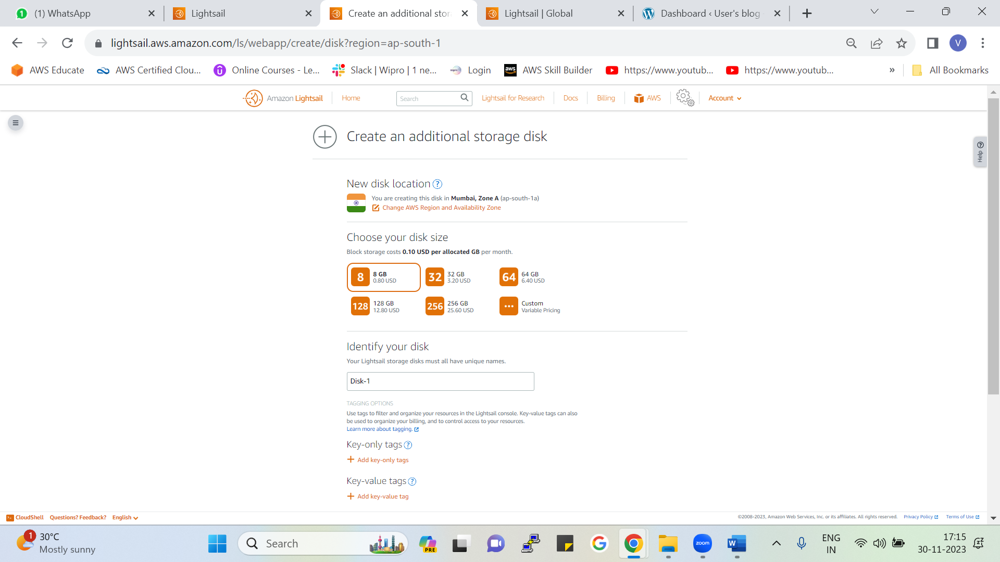 (1) WhatsApp
Lightsail
Create an additional stor
Lightsail | Global
Dashboard ‹ User's blog
lightsail.aws.amazon.com/ls/webapp/create/disk?region=ap-south-1
V
AWS Educate
AWS Certified Clou...
Online Courses - Le...
Slack | Wipro | 1 ne...
Login
AWS Skill Builder
https://www.youtub...
https://www.youtub...
»
All Bookmarks
Amazon Lightsail
Home
Search
Lightsail for Research
Docs
Billing
AWS
Account
Create an additional storage disk
Help
New disk location
You are creating this disk in Mumbai, Zone A (ap-south-1a)
Change AWS Region and Availability Zone
Choose your disk size
Block storage costs 0.10 USD per allocated GB per month.
8
8 GB
0.80 USD
32
32 GB
3.20 USD
64
64 GB
6.40 USD
128
128 GB
12.80 USD
256
256 GB
25.60 USD
Custom
Variable Pricing
Identify your disk
Your Lightsail storage disks must all have unique names.
Disk-1
TAGGING OPTIONS
Use tags to filter and organize your resources in the Lightsail console. Key-value tags can also
be used to organize your billing, and to control access to your resources.
Learn more about tagging.
Key-only tags
Add key-only tags
Key-value tags
Add key-value tag
CloudShell
Questions? Feedback?
English
©2008-2023, Amazon Web Services, Inc. or its affiliates. All rights reserved.
Privacy Policy
Terms of Use
1
30°C
Mostly sunny
Search
PRE
zoom
W
ENG
IN
17:15
30-11-2023